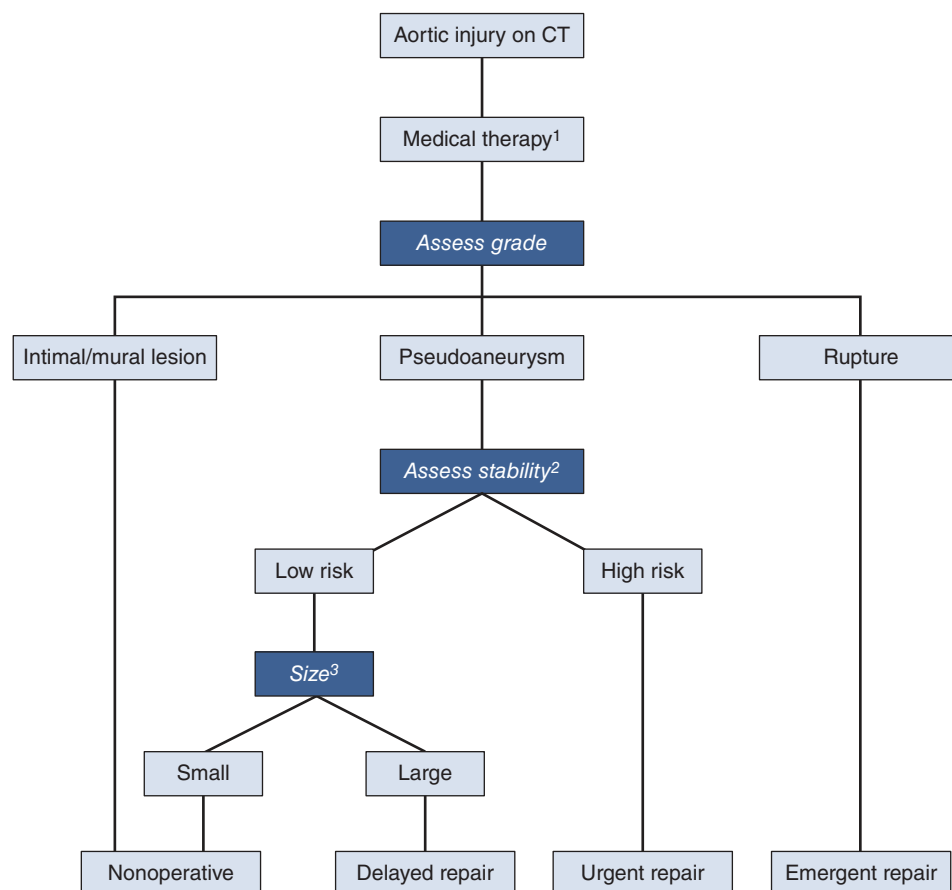 Aortic injury on CT
Medical therapy¹
Assess grade
Intimal/mural lesion
Pseudoaneurysm
Rupture
Assess stability²
Low risk
High risk
Size³
Small
Large
Nonoperative
Delayed repair
Urgent repair
Emergent repair